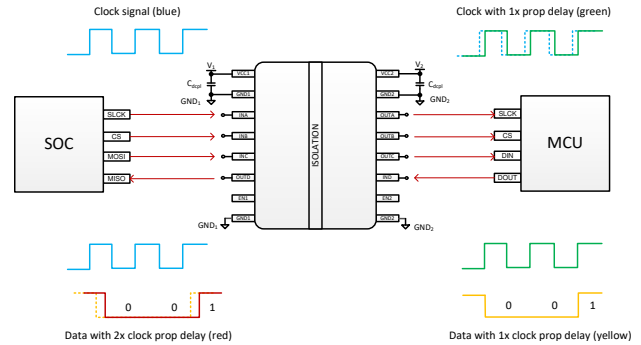 Clock signal (blue)
Clock with 1x prop delay (green)
V1
V2
Cdcpl
Cdcpl
GND1
GND2
VCC1
GND1
INA
INB
INC
OUTD
EN1
GND1
ISOLATION
VCC2
GND2
OUTA
OUTB
OUTC
IND
EN2
GND2
SOC
SLCK
CS
MOSI
MISO
SLCK
CS
DIN
DOUT
MCU
GND1
GND2
0 0 1
0 0 1
Data with 2x clock prop delay (red)
Data with 1x clock prop delay (yellow)